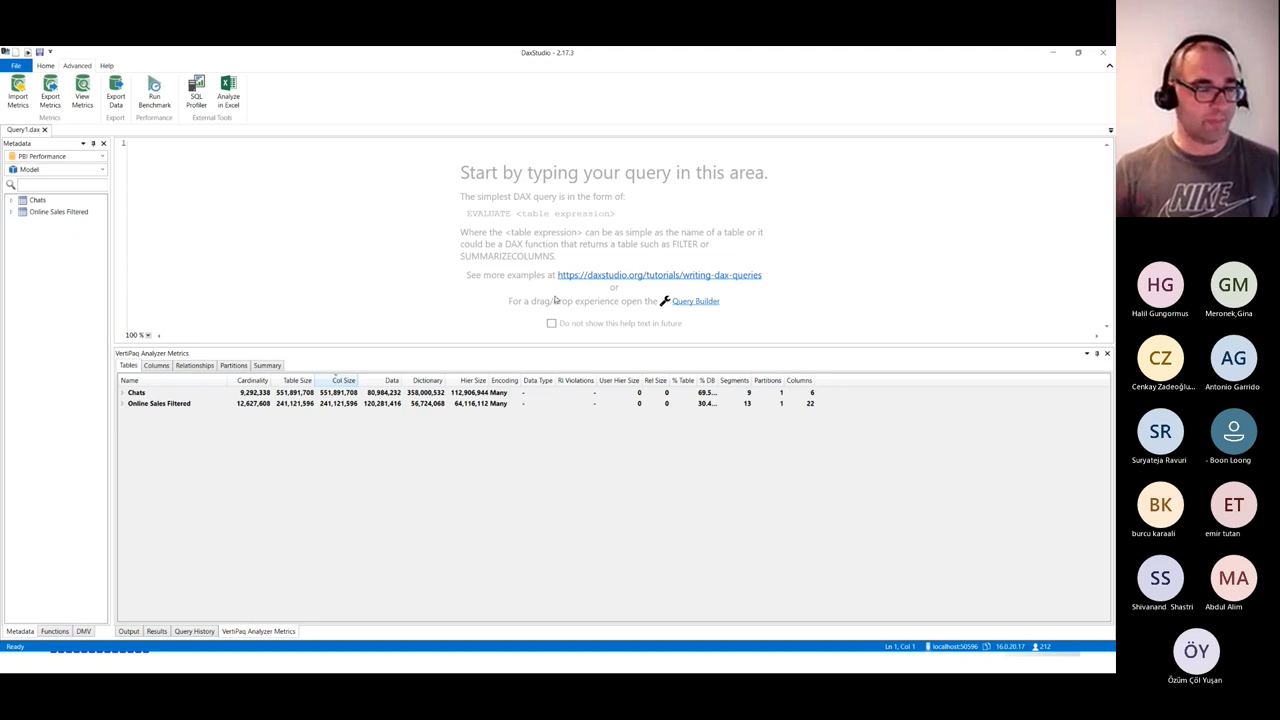 DaxStudio - 2.17.3
File Home Advanced Help
Import Metrics
Export Metrics
View Metrics
Export Data
Run Benchmark
SQL Profiler
Analyze in Excel
Metrics Export Performance External Tools
Query1.dax
Metadata
PBI Performance
Model
Chats
Online Sales Filtered
1
Start by typing your query in this area.
The simplest DAX query is in the form of:
EVALUATE <table expression>
Where the <table expression> can be as simple as the name of a table or it
could be a DAX function that returns a table such as FILTER or
SUMMARIZECOLUMNS.
See more examples at https://daxstudio.org/tutorials/writing-dax-queries
or
For a drag/drop experience open the Query Builder
Do not show this help text in future
100 %
VertiPaq Analyzer Metrics
Tables Columns Relationships Partitions Summary
Name Cardinality Table Size Col Size Data Dictionary Hier Size Encoding Data Type RI Violations User Hier Size Rel Size % Table % DB Segments Partitions Columns
Chats 9,292,338 551,891,708 551,891,708 80,984,232 358,000,532 112,906,944 Many - - 0 0 69.5... 9 1 6
Online Sales Filtered 12,627,608 241,121,596 241,121,596 120,281,416 56,724,068 64,116,112 Many - - 0 0 30.4... 13 1 22
Metadata Functions DMV
Output Results Query History VertiPaq Analyzer Metrics
Ready
Ln 1, Col 1 localhost:50596 16.0.20.17 212
NIKE
HG
Halil Gungormus
GM
Meronek,Gina
CZ
Cenkay Zadeoğlu...
AG
Antonio Garrido
SR
Suryateja Ravuri
- Boon Loong
BK
burcu karaali
ET
emir tutan
SS
Shivanand Shastri
MA
Abdul Alim
ÖY
Özüm Çöl Yuşan